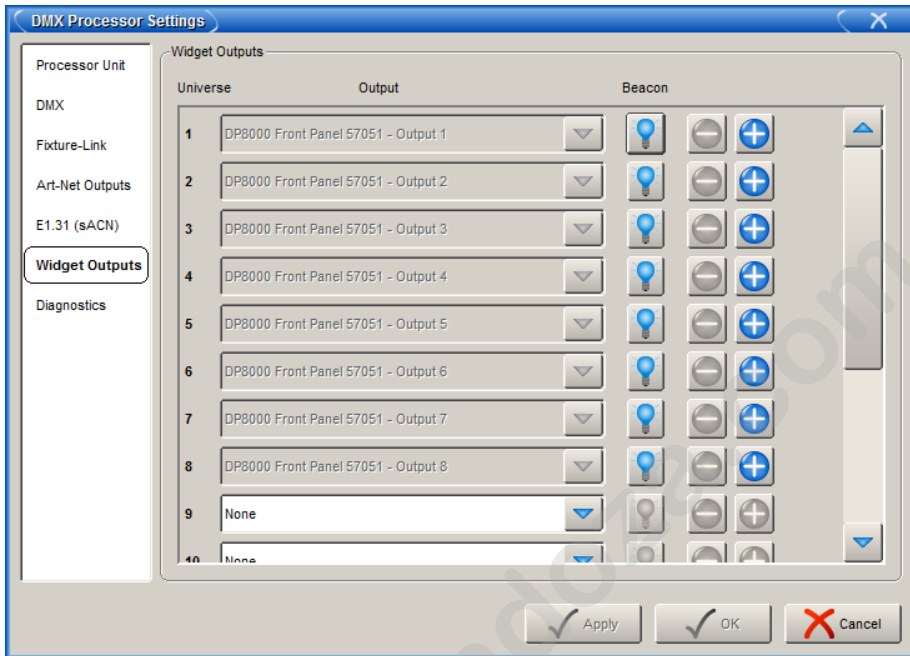 DMX Processor Settings
Processor Unit
DMX
Fixture-Link
Art-Net Outputs
E1.31 (sACN)
Widget Outputs
Diagnostics
Widget Outputs
Universe Output Beacon
1 DP8000 Front Panel 57051 - Output 1
2 DP8000 Front Panel 57051 - Output 2
3 DP8000 Front Panel 57051 - Output 3
4 DP8000 Front Panel 57051 - Output 4
5 DP8000 Front Panel 57051 - Output 5
6 DP8000 Front Panel 57051 - Output 6
7 DP8000 Front Panel 57051 - Output 7
8 DP8000 Front Panel 57051 - Output 8
9 None
10 None
Apply OK Cancel